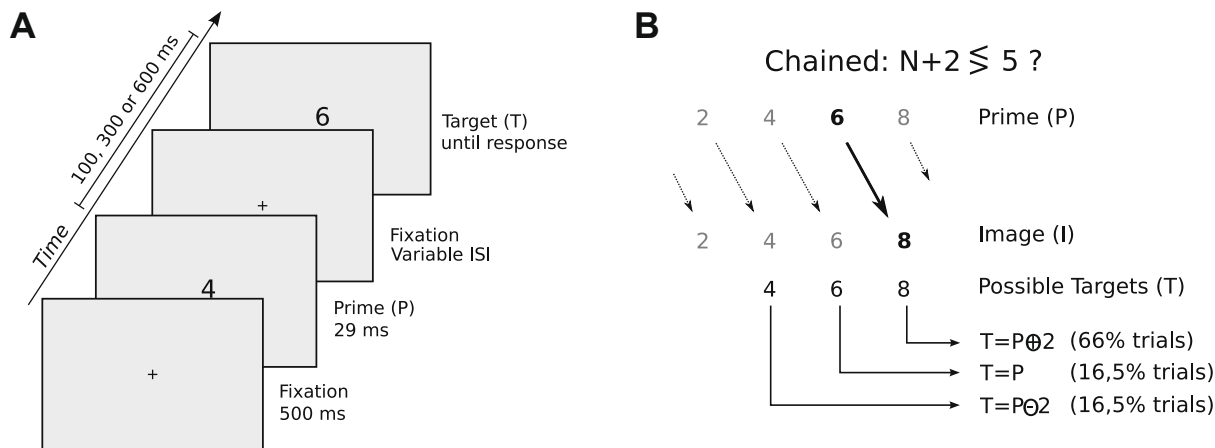 A
Time
100, 300 or 600 ms
6
Target (T)
until response
+
Fixation
Variable ISI
4
Prime (P)
29 ms
+
Fixation
500 ms
B
Chained: N+2 ≶ 5 ?
2 4 6 8 Prime (P)
2 4 6 8 Image (I)
4 6 8 Possible Targets (T)
T=P⊕2 (66% trials)
T=P (16,5% trials)
T=P⊖2 (16,5% trials)